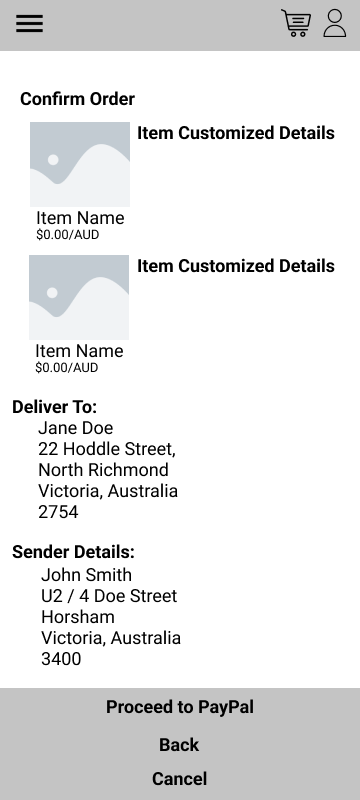 Confirm Order
Item Customized Details
Item Name
$0.00/AUD
Item Customized Details
Item Name
$0.00/AUD
Deliver To:
Jane Doe
22 Hoddle Street,
North Richmond
Victoria, Australia
2754
Sender Details:
John Smith
U2 / 4 Doe Street
Horsham
Victoria, Australia
3400
Proceed to PayPal
Back
Cancel